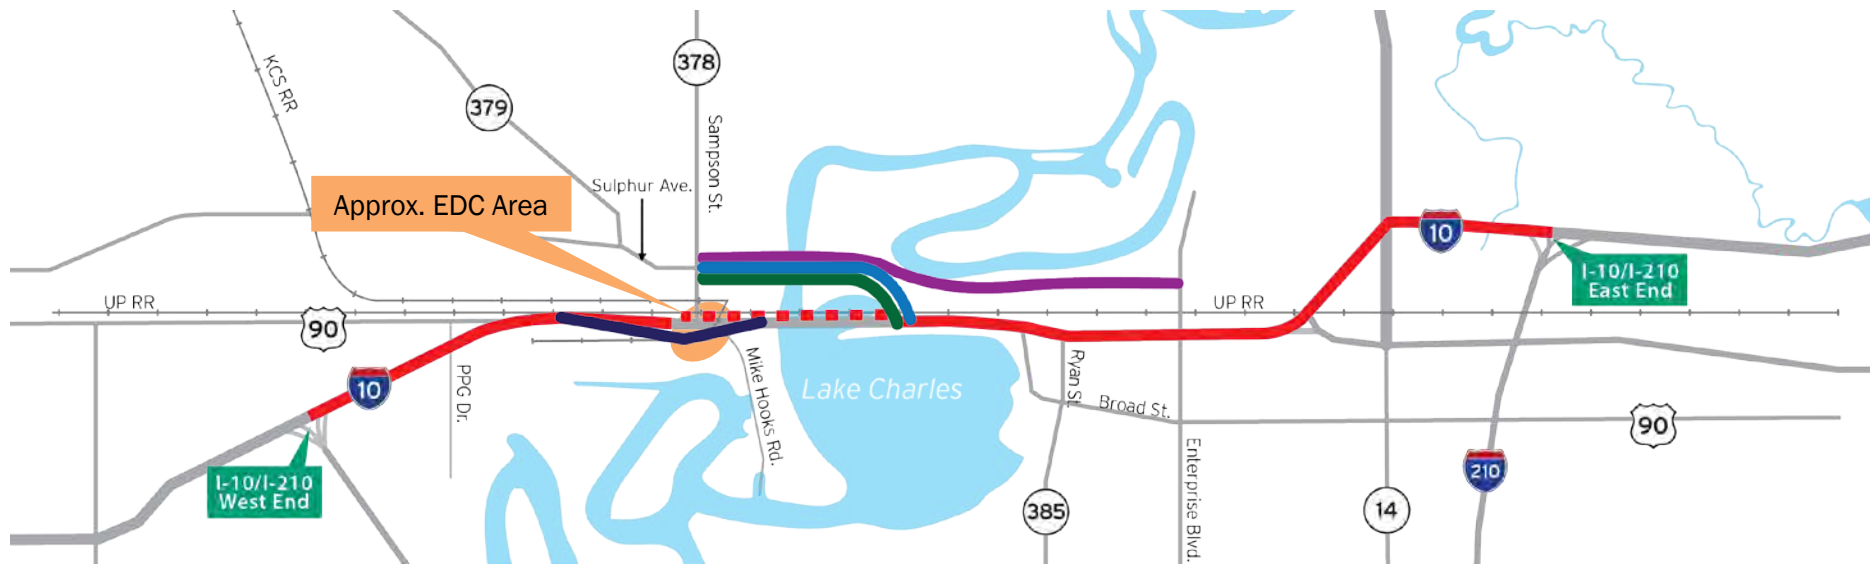 378
KCS RR
379
Sampson St.
Sulphur Ave.
Approx. EDC Area
10
I-10/I-210
East End
UP RR
UP RR
90
10
PPG Dr.
Mike Hooks Rd.
Lake Charles
Ryan St.
Broad St.
90
Enterprise Blvd.
I-10/I-210
West End
210
385
14